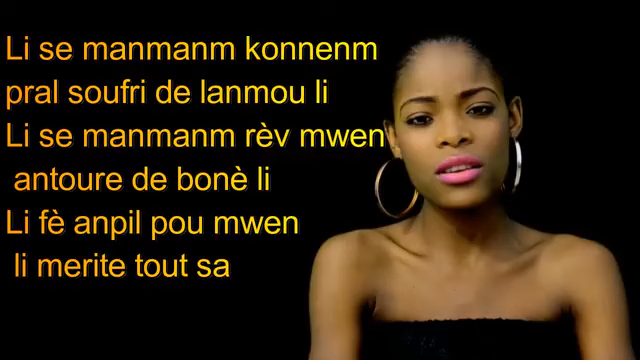 Li se manmanm konnenm
pral soufri de lanmou li
Li se manmanm rèv mwen
antoure de bonè li
Li fè anpil pou mwen
li merite tout sa